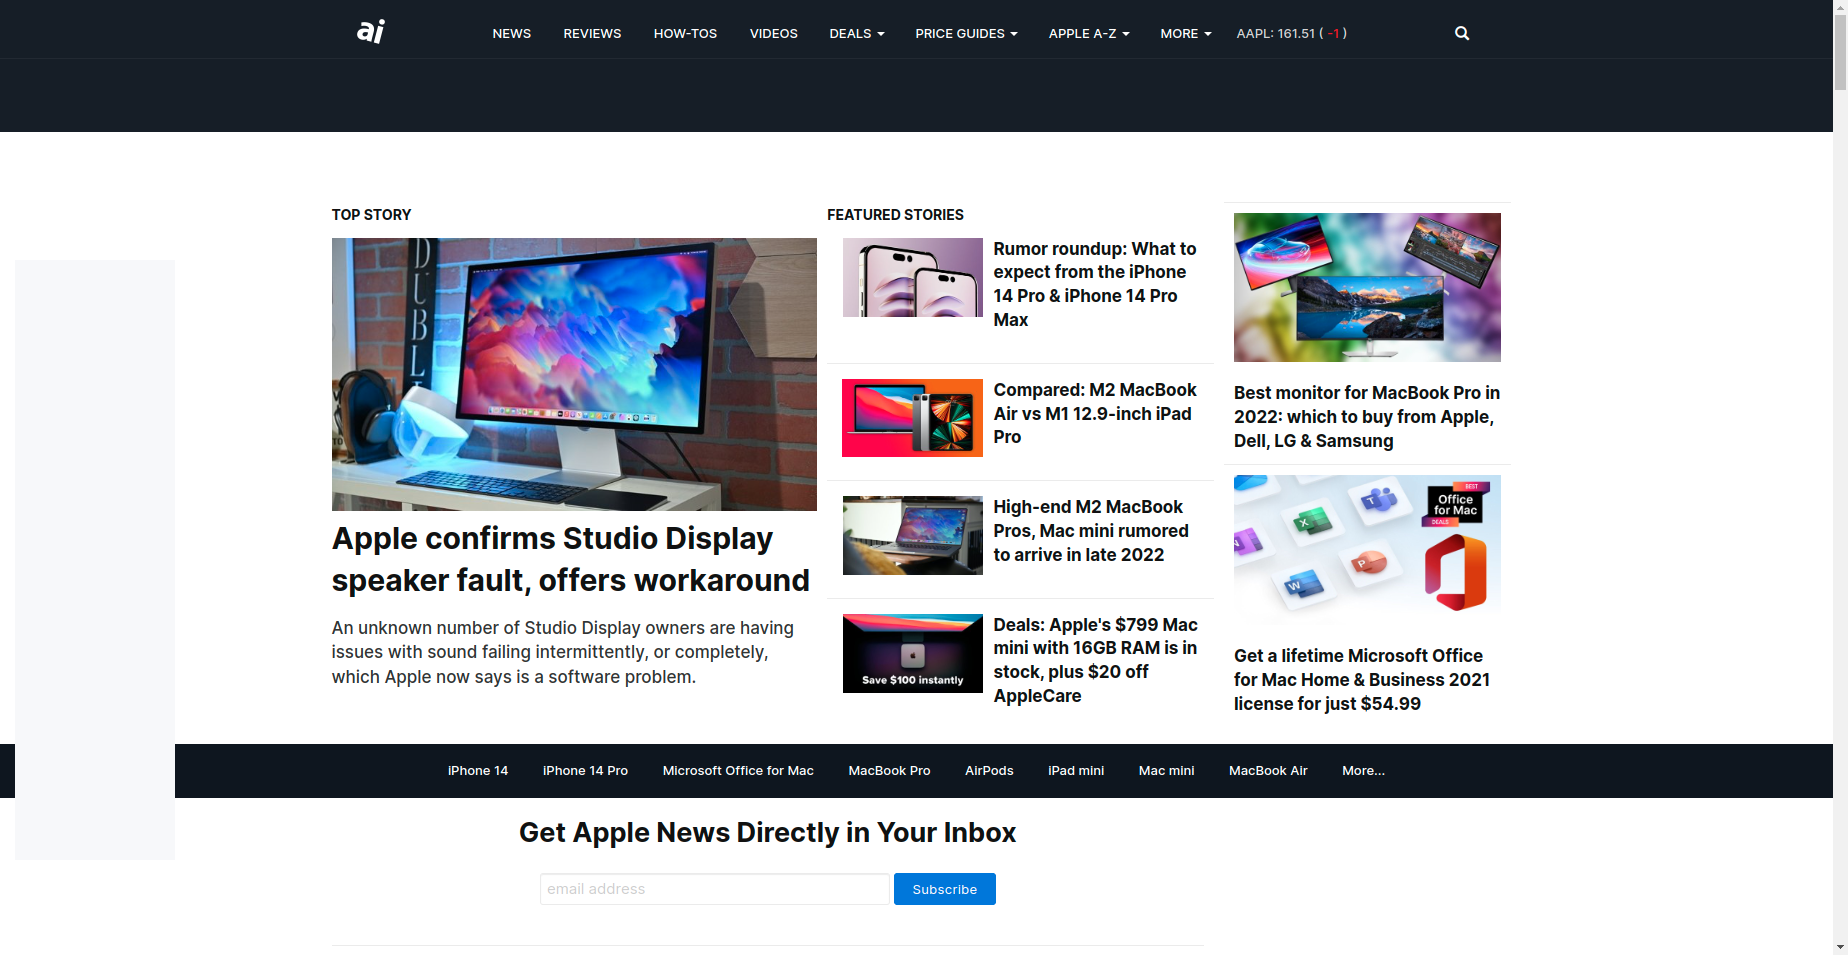 ai
NEWS
REVIEWS
HOW-TOS
VIDEOS
DEALS
PRICE GUIDES
APPLE A-Z
MORE
AAPL: 161.51 ( -1 )
TOP STORY
DUBL
Apple confirms Studio Display
speaker fault, offers workaround
An unknown number of Studio Display owners are having
issues with sound failing intermittently, or completely,
which Apple now says is a software problem.
FEATURED STORIES
Rumor roundup: What to
expect from the iPhone
14 Pro & iPhone 14 Pro
Max
Compared: M2 MacBook
Air vs M1 12.9-inch iPad
Pro
High-end M2 MacBook
Pros, Mac mini rumored
to arrive in late 2022
Save $100 instantly
Deals: Apple's $799 Mac
mini with 16GB RAM is in
stock, plus $20 off
AppleCare
Best monitor for MacBook Pro in
2022: which to buy from Apple,
Dell, LG & Samsung
BEST
Office
for Mac
DEALS
N
X
T
W
P
Get a lifetime Microsoft Office
for Mac Home & Business 2021
license for just $54.99
iPhone 14
iPhone 14 Pro
Microsoft Office for Mac
MacBook Pro
AirPods
iPad mini
Mac mini
MacBook Air
More...
Get Apple News Directly in Your Inbox
email address
Subscribe